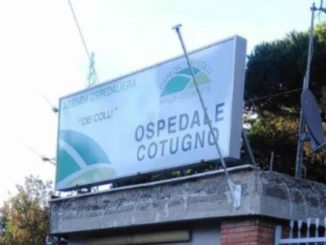 AZIENDA OSPEDALIERA
"DEI COLLI"
OSPEDALE
COTUGNO